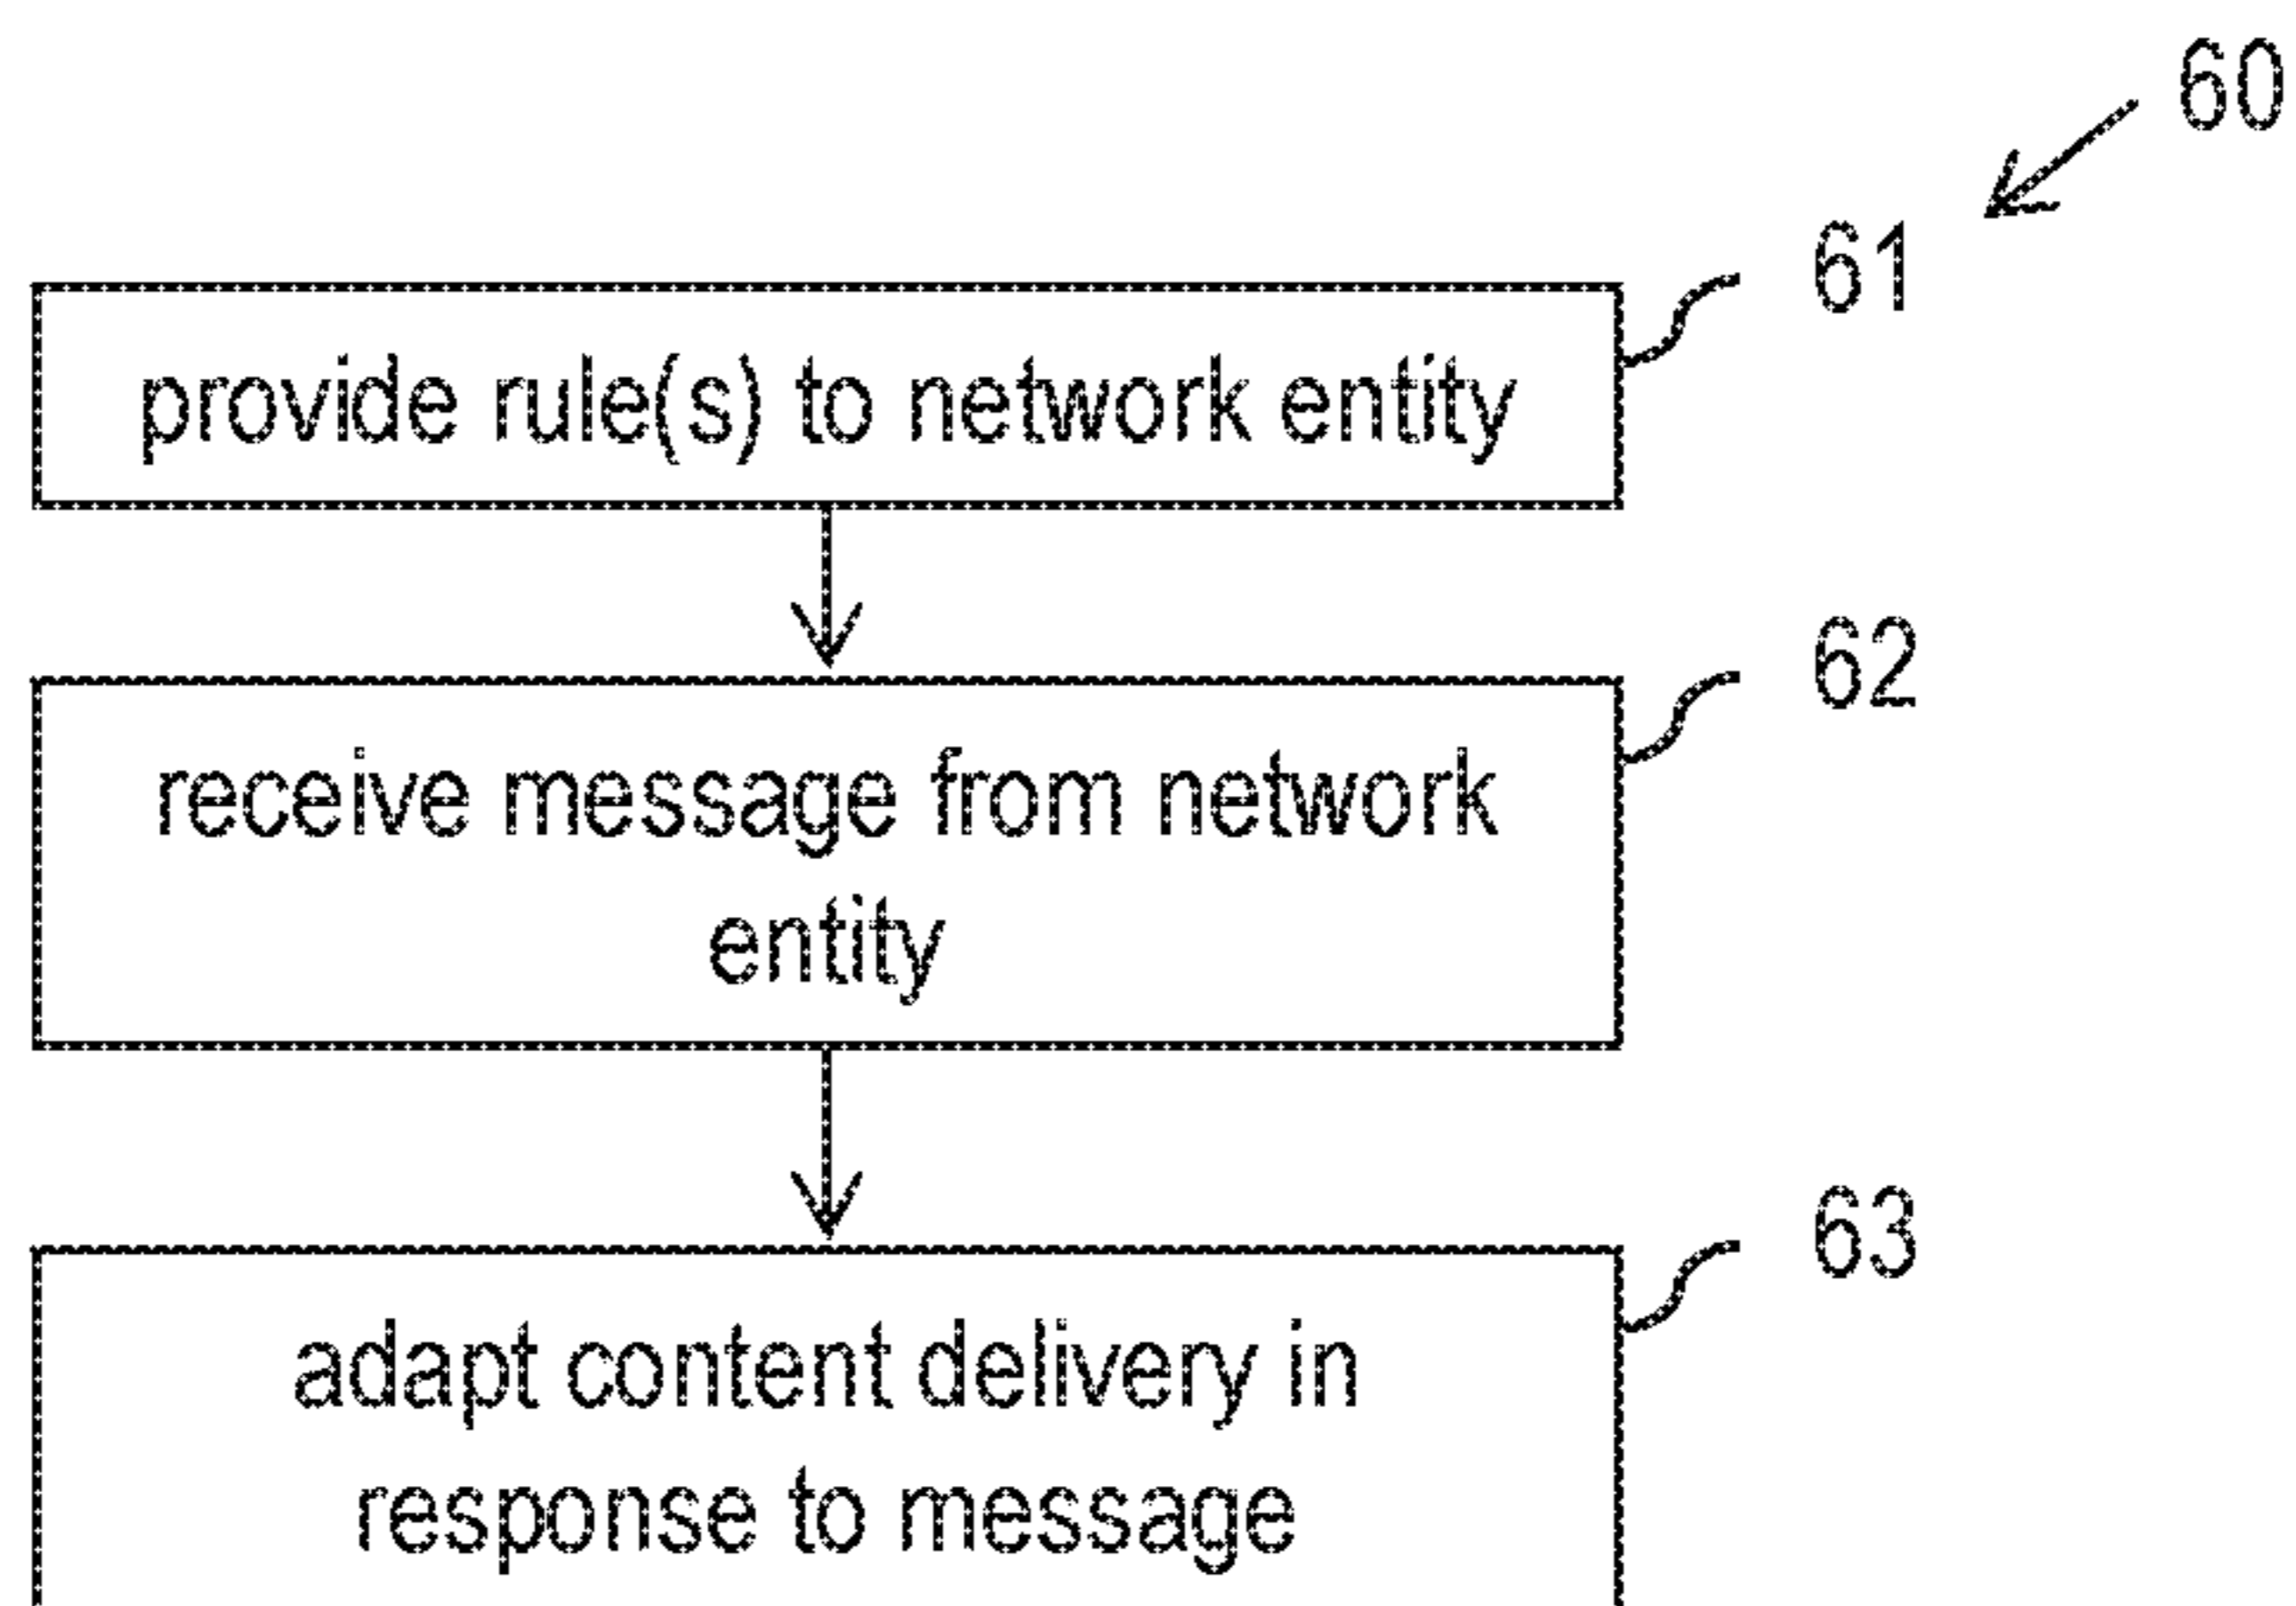 60
61
provide rule(s) to network entity
62
receive message from network
entity
63
adapt content delivery in
response to message